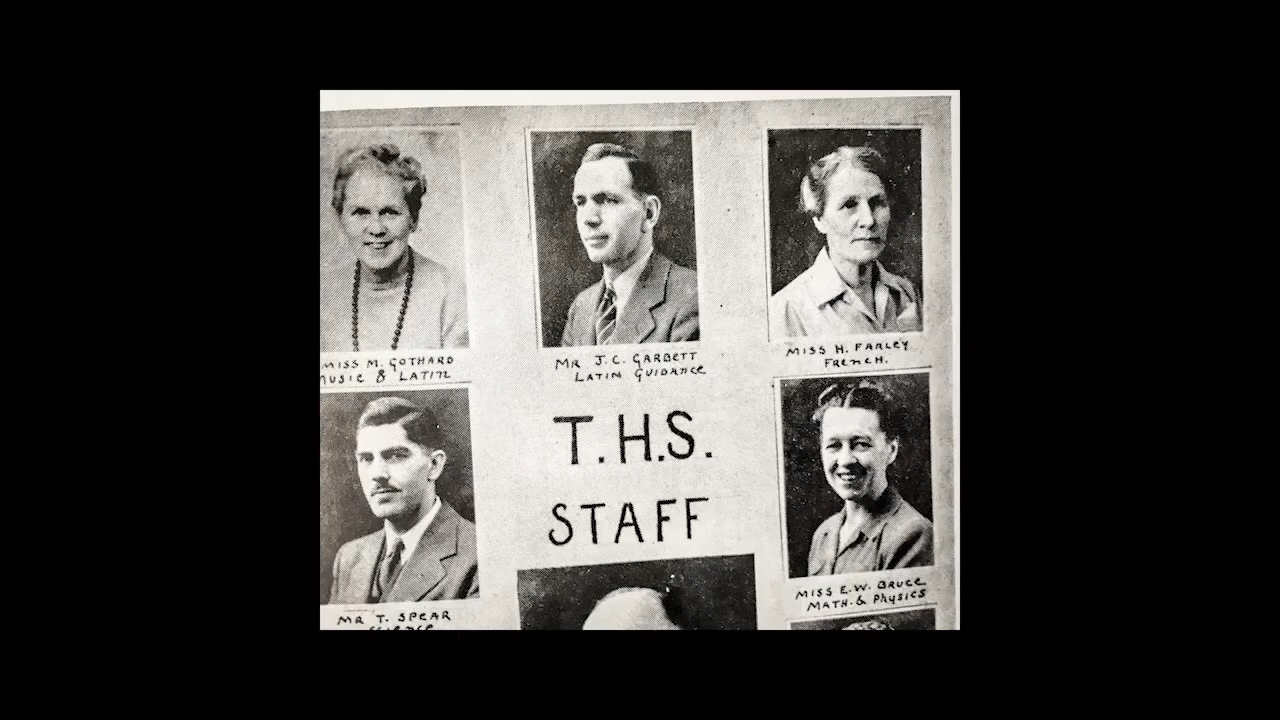 MISS M. GOTHARD
MUSIC & LATIN
MR J.C. GARBETT
LATIN GUIDANCE
MISS H. FARLEY
FRENCH.
T.H.S.
STAFF
MISS E.W. BRUCE
MATH. & PHYSICS
MR T. SPEAR